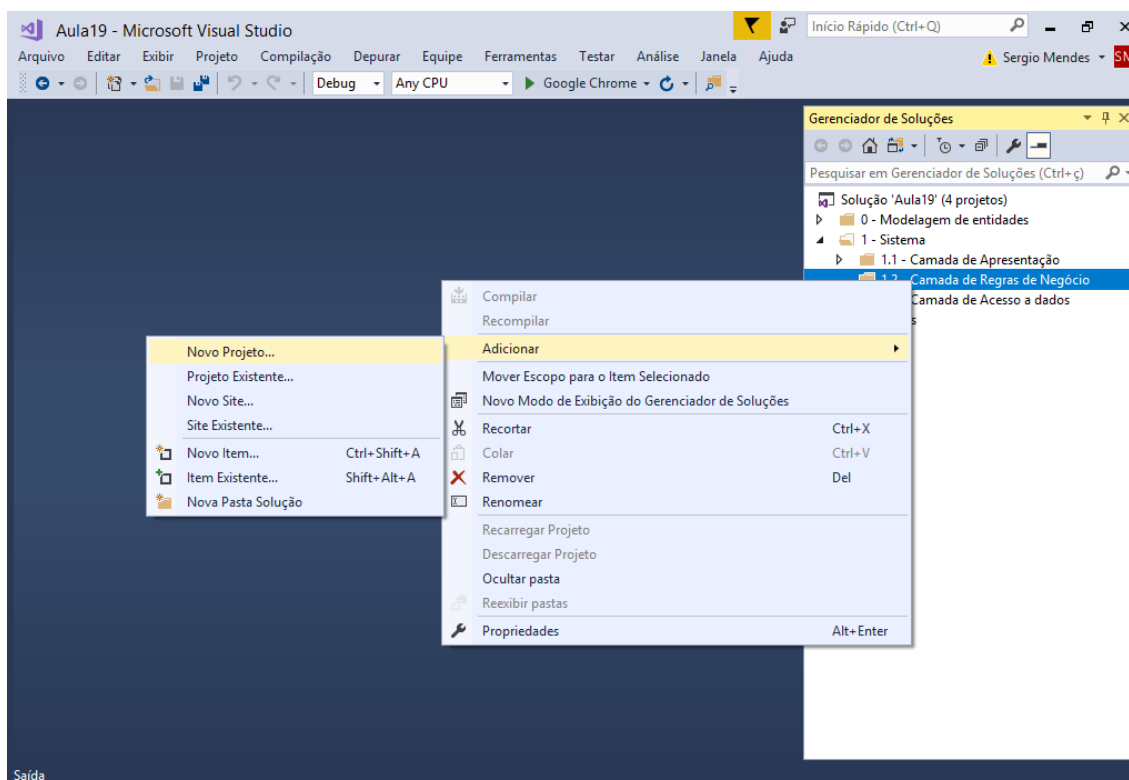 Aula19 - Microsoft Visual Studio
Início Rápido (Ctrl+Q)
Arquivo Editar Exibir Projeto Compilação Depurar Equipe Ferramentas Testar Análise Janela Ajuda
Sergio Mendes
SM
Debug Any CPU Google Chrome
Gerenciador de Soluções
Pesquisar em Gerenciador de Soluções (Ctrl+ç)
Solução 'Aula19' (4 projetos)
0 - Modelagem de entidades
1 - Sistema
1.1 - Camada de Apresentação
1.2 - Camada de Regras de Negócio
Camada de Acesso a dados
s
Compilar
Recompilar
Adicionar
Mover Escopo para o Item Selecionado
Novo Modo de Exibição do Gerenciador de Soluções
Recortar Ctrl+X
Colar Ctrl+V
Remover Del
Renomear
Recarregar Projeto
Descarregar Projeto
Ocultar pasta
Reexibir pastas
Propriedades Alt+Enter
Novo Projeto...
Projeto Existente...
Novo Site...
Site Existente...
Novo Item... Ctrl+Shift+A
Item Existente... Shift+Alt+A
Nova Pasta Solução
Saída